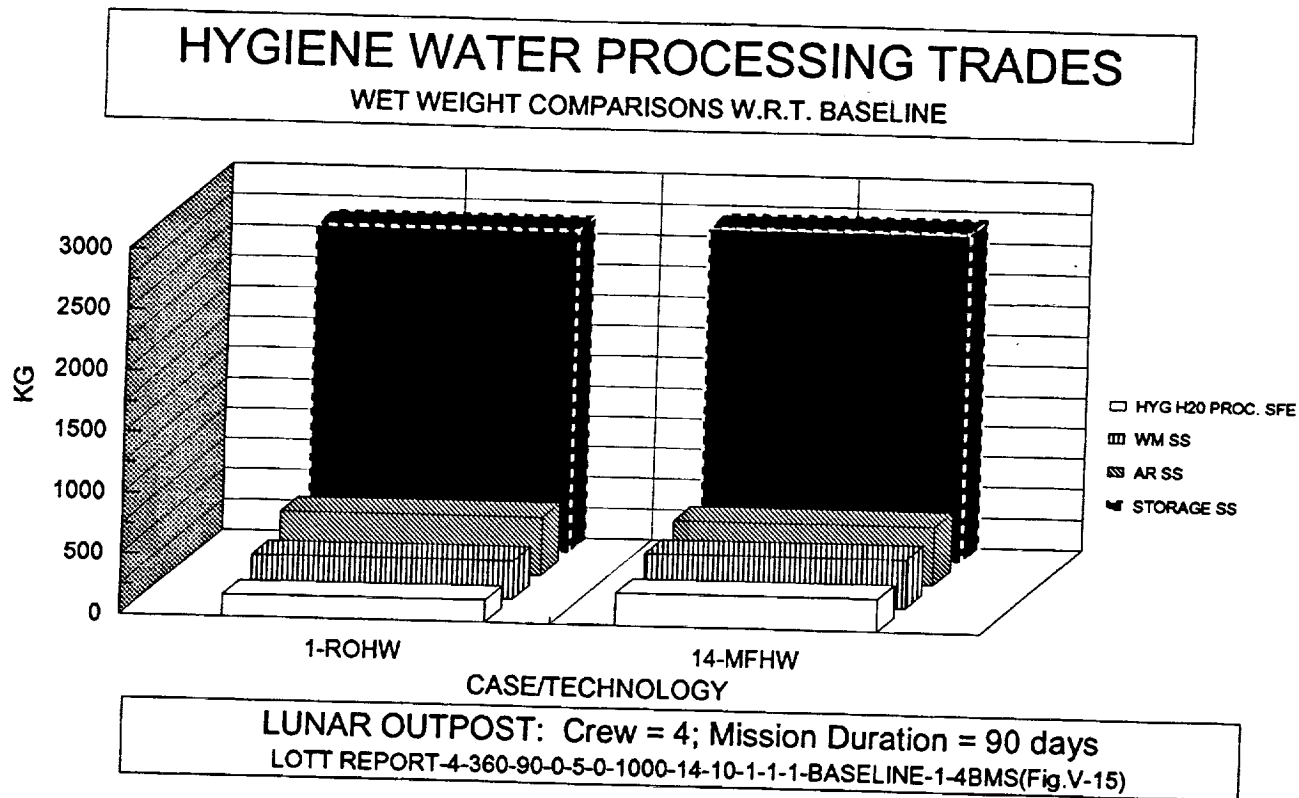 HYGIENE WATER PROCESSING TRADES
WET WEIGHT COMPARISONS W.R.T. BASELINE
3000
2500
2000
1500
1000
500
0
KG
HYG H20 PROC. SFE
WM SS
AR SS
STORAGE SS
1-ROHW
14-MFHW
CASE/TECHNOLOGY
LUNAR OUTPOST: Crew = 4; Mission Duration = 90 days
LOTT REPORT-4-360-90-0-5-0-1000-14-10-1-1-1-BASELINE-1-4BMS(Fig.V-15)